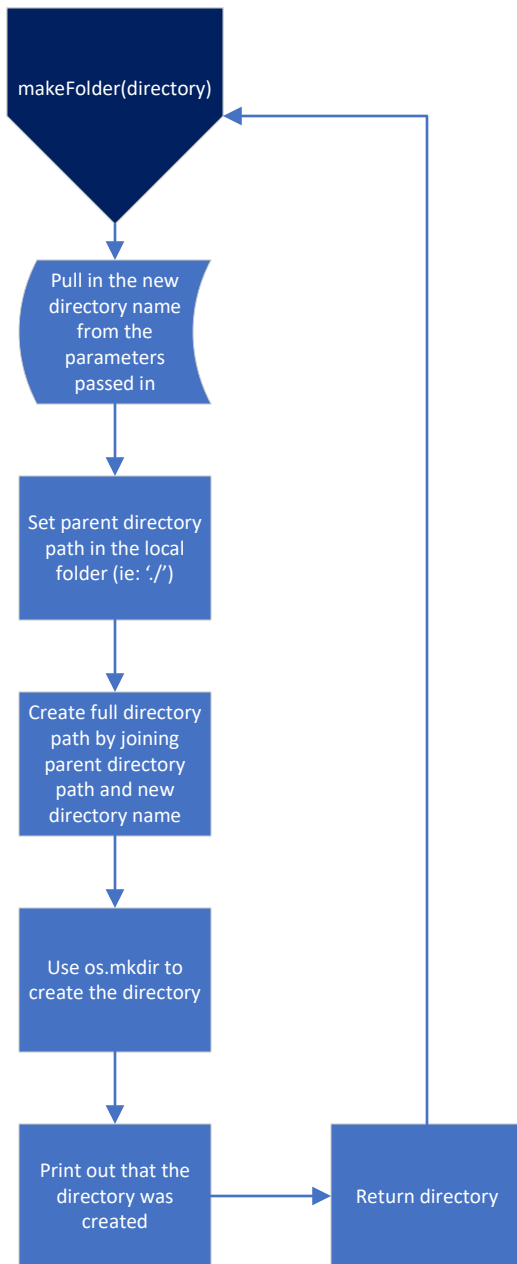 makeFolder(directory)
Pull in the new
directory name
from the
parameters
passed in
Set parent directory
path in the local
folder (ie: ‘./’)
Create full directory
path by joining
parent directory
path and new
directory name
Use os.mkdir to
create the directory
Print out that the
directory was
created
Return directory